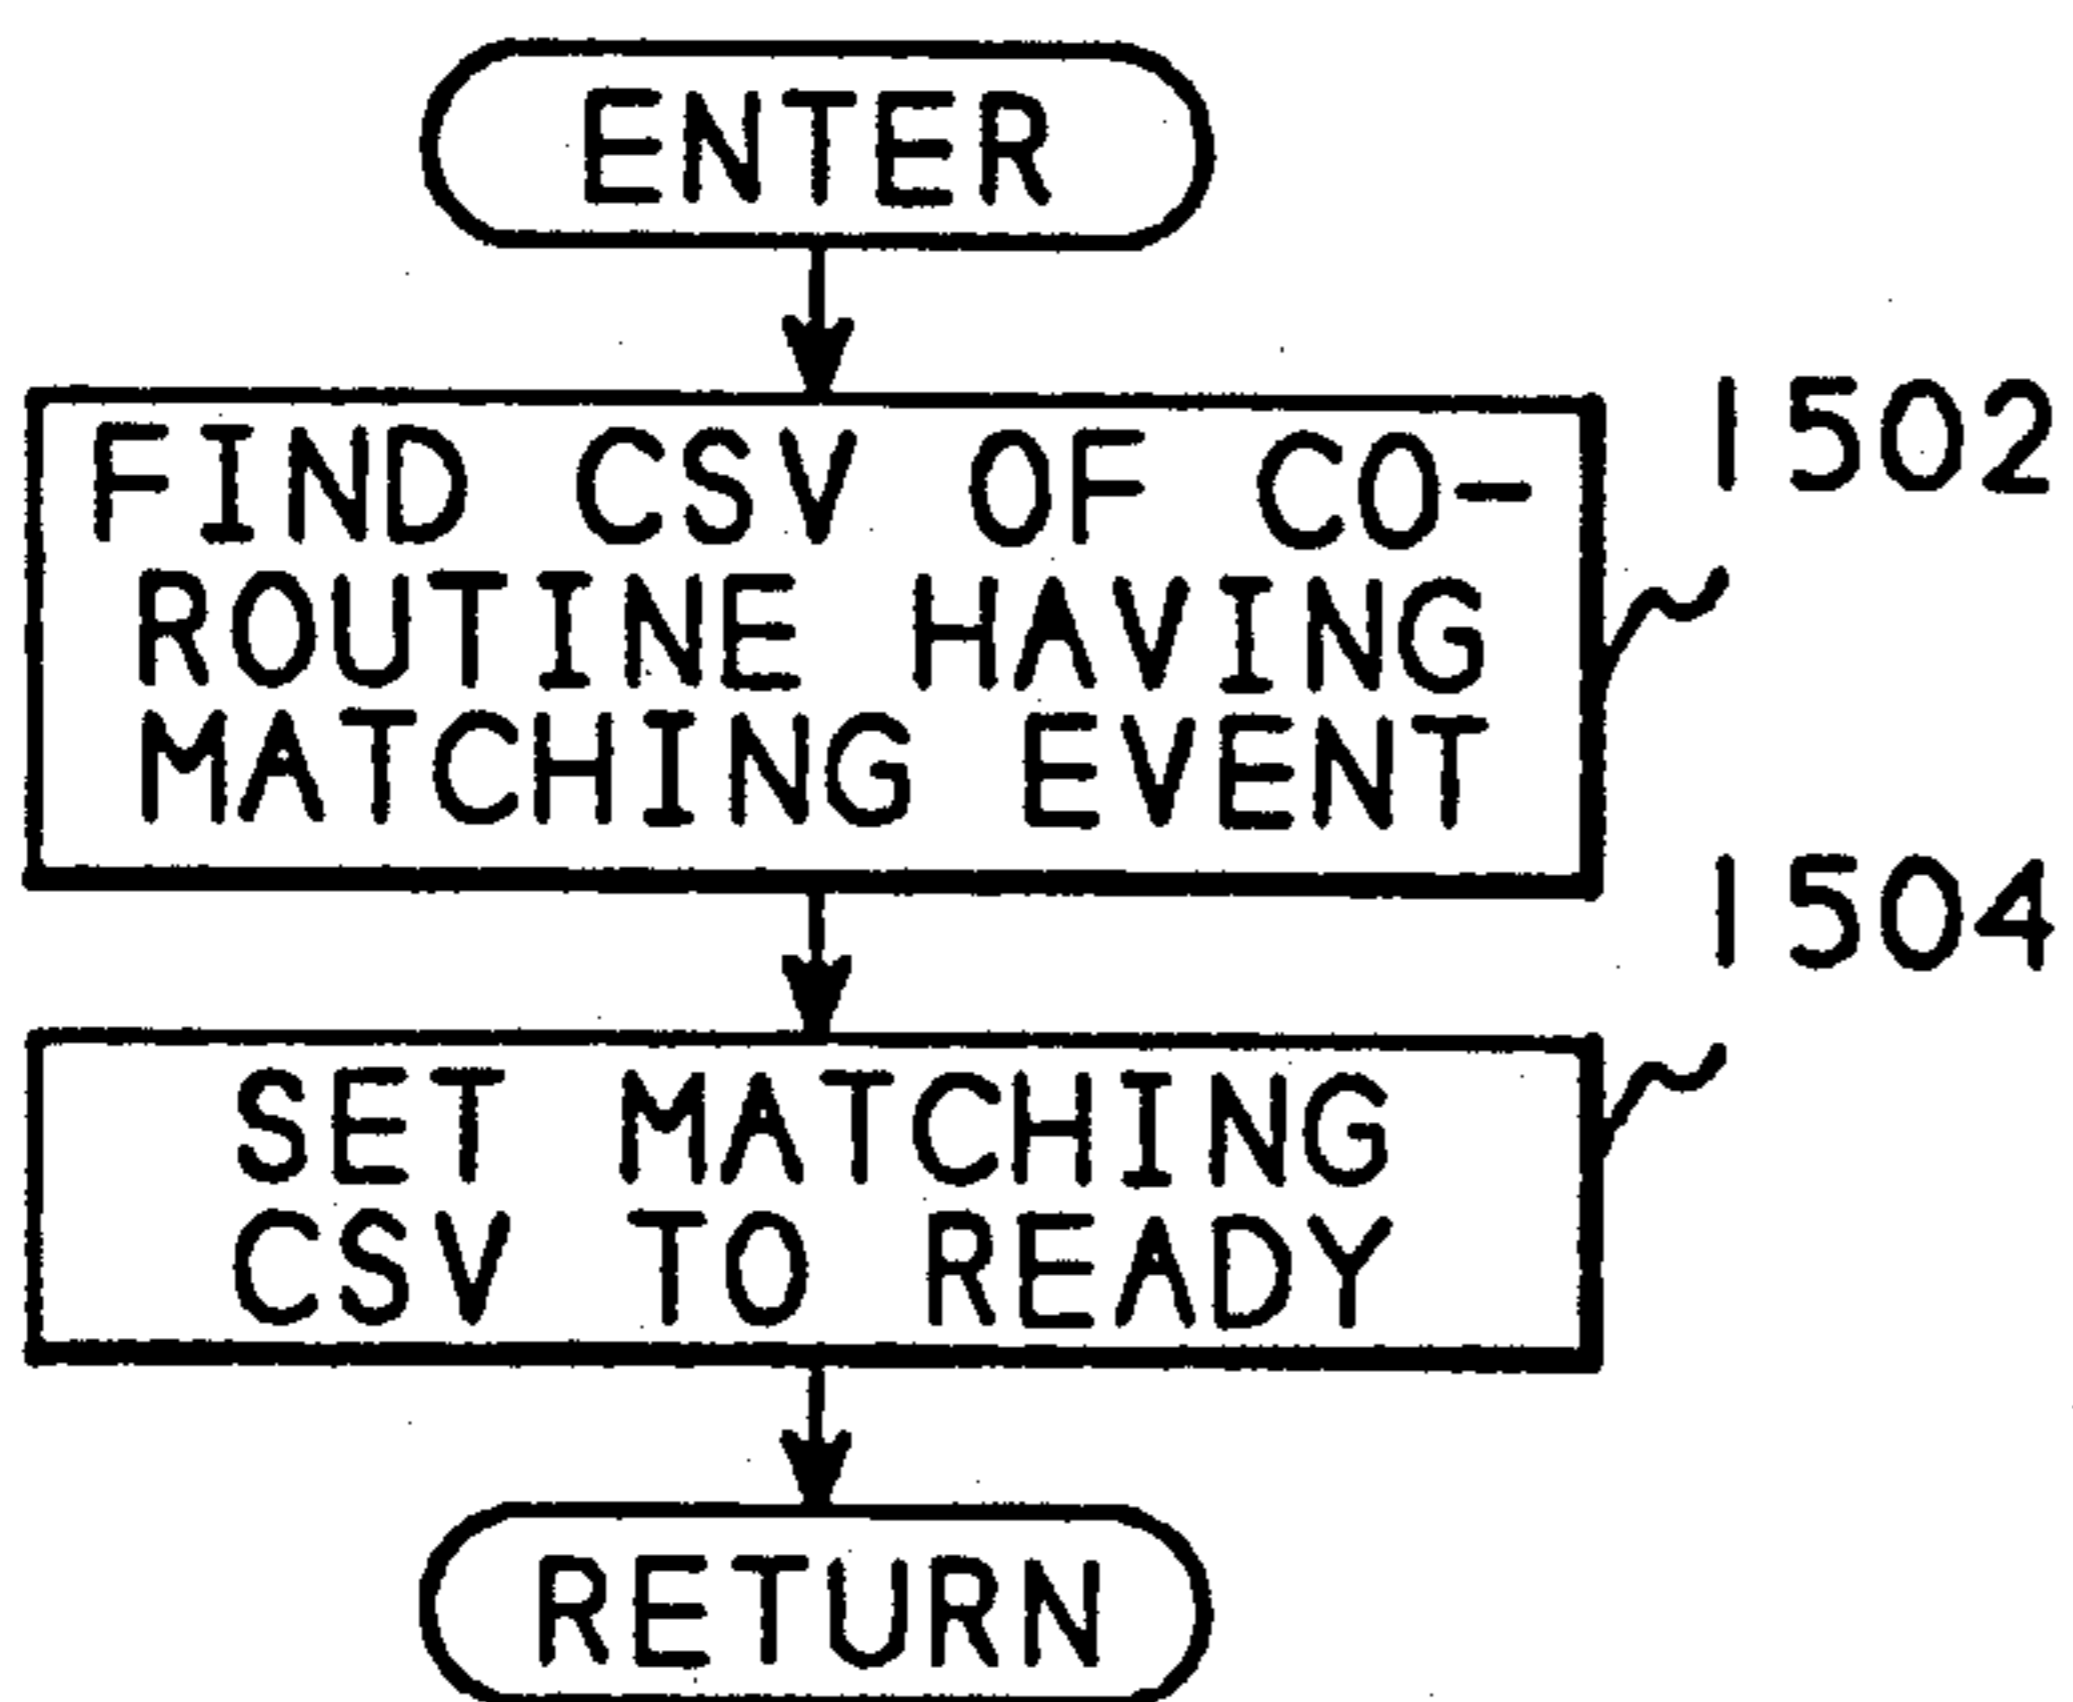 ENTER
1502
FIND CSV OF CO-
ROUTINE HAVING
MATCHING EVENT
1504
SET MATCHING
CSV TO READY
RETURN